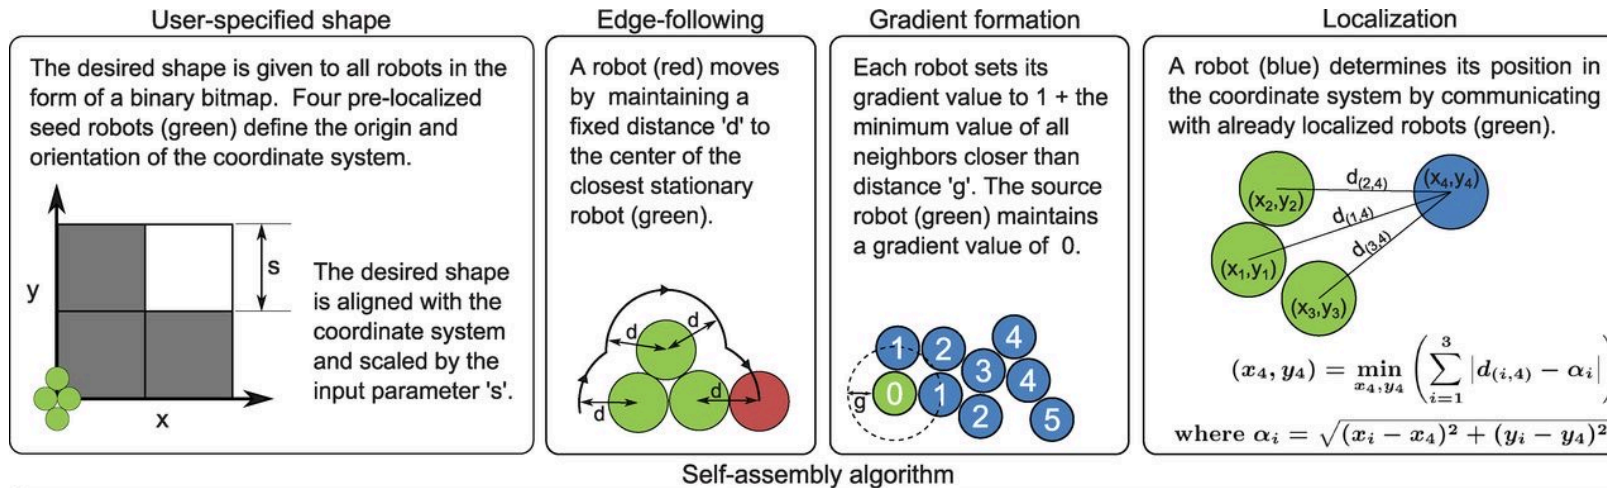 User-specified shape
The desired shape is given to all robots in the
form of a binary bitmap. Four pre-localized
seed robots (green) define the origin and
orientation of the coordinate system.
y
s
x
The desired shape
is aligned with the
coordinate system
and scaled by the
input parameter 's'.
Edge-following
A robot (red) moves
by maintaining a
fixed distance 'd' to
the center of the
closest stationary
robot (green).
d
d
d
d
Gradient formation
Each robot sets its
gradient value to 1 + the
minimum value of all
neighbors closer than
distance 'g'. The source
robot (green) maintains
a gradient value of 0.
1 2 4
3
0 1 4
g
2 5
Localization
A robot (blue) determines its position in
the coordinate system by communicating
with already localized robots (green).
d(2,4)
(x4,y4)
(x2,y2)
d(1,4)
d(3,4)
(x1,y1)
(x3,y3)
(x₄, y₄) = min x₄,y₄ ( ∑ i=1 3 |d(i,4) − αᵢ| )
where αᵢ = √(xᵢ − x₄)² + (yᵢ − y₄)²
Self-assembly algorithm